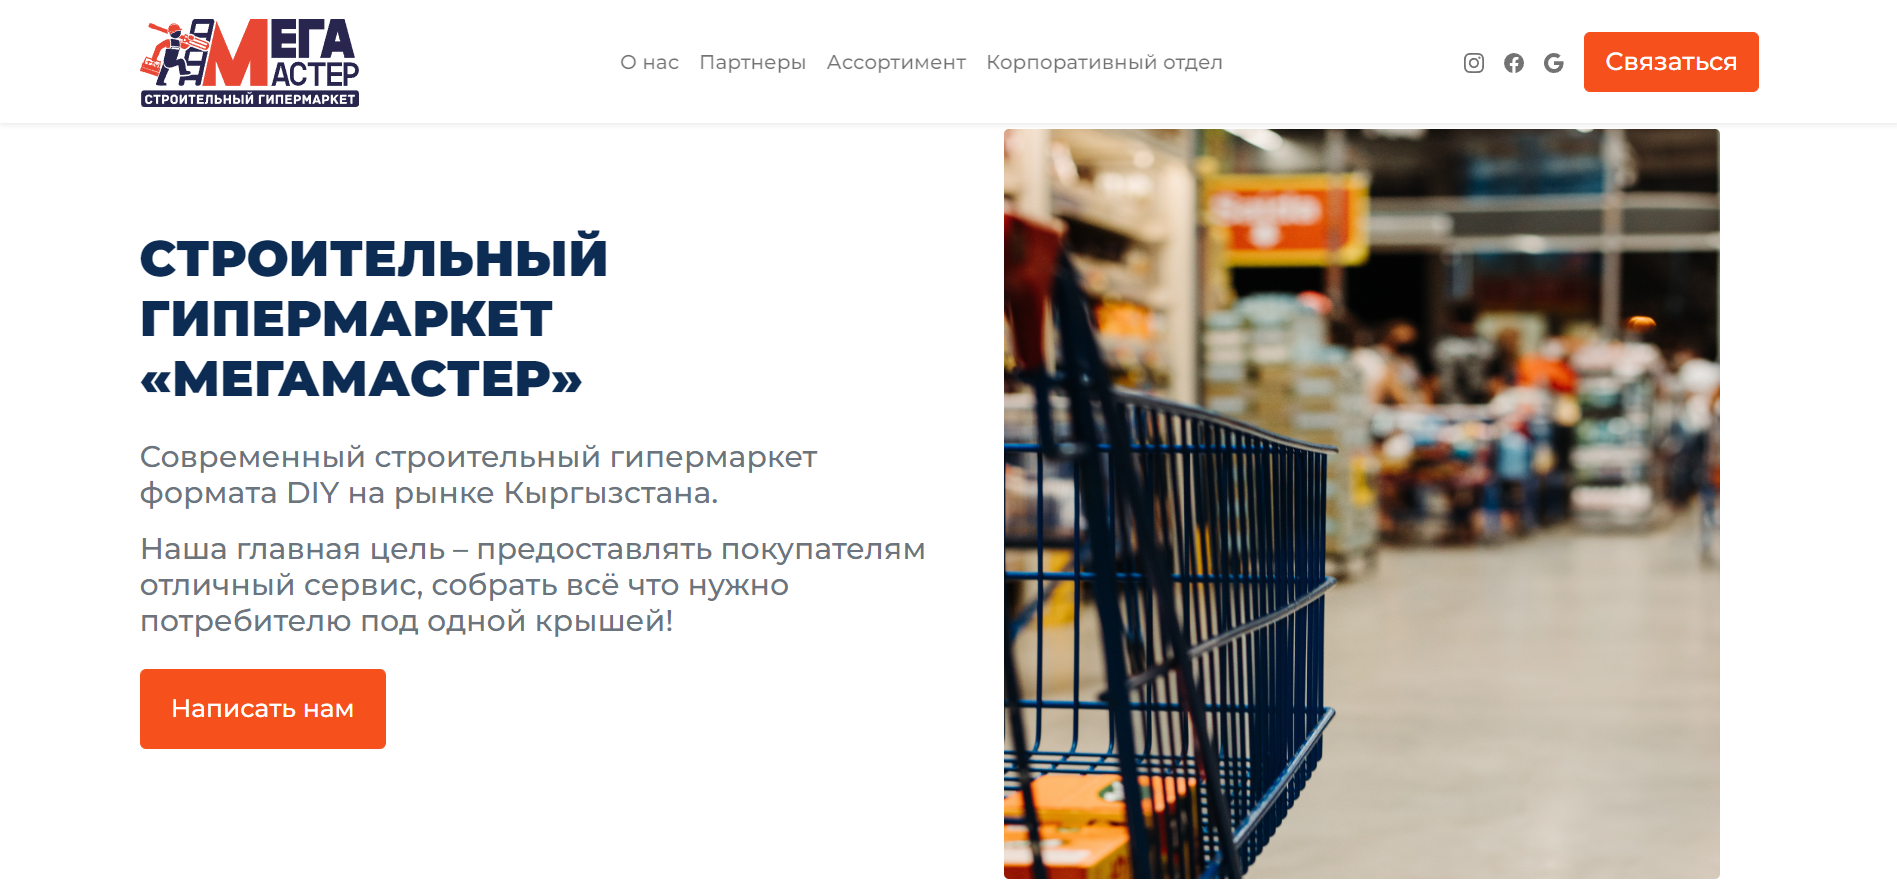 МЕГА
МАСТЕР
СТРОИТЕЛЬНЫЙ ГИПЕРМАРКЕТ
О нас Партнеры Ассортимент Корпоративный отдел
Связаться
СТРОИТЕЛЬНЫЙ
ГИПЕРМАРКЕТ
«МЕГАМАСТЕР»
Современный строительный гипермаркет
формата DIY на рынке Кыргызстана.
Наша главная цель – предоставлять покупателям
отличный сервис, собрать всё что нужно
потребителю под одной крышей!
Написать нам